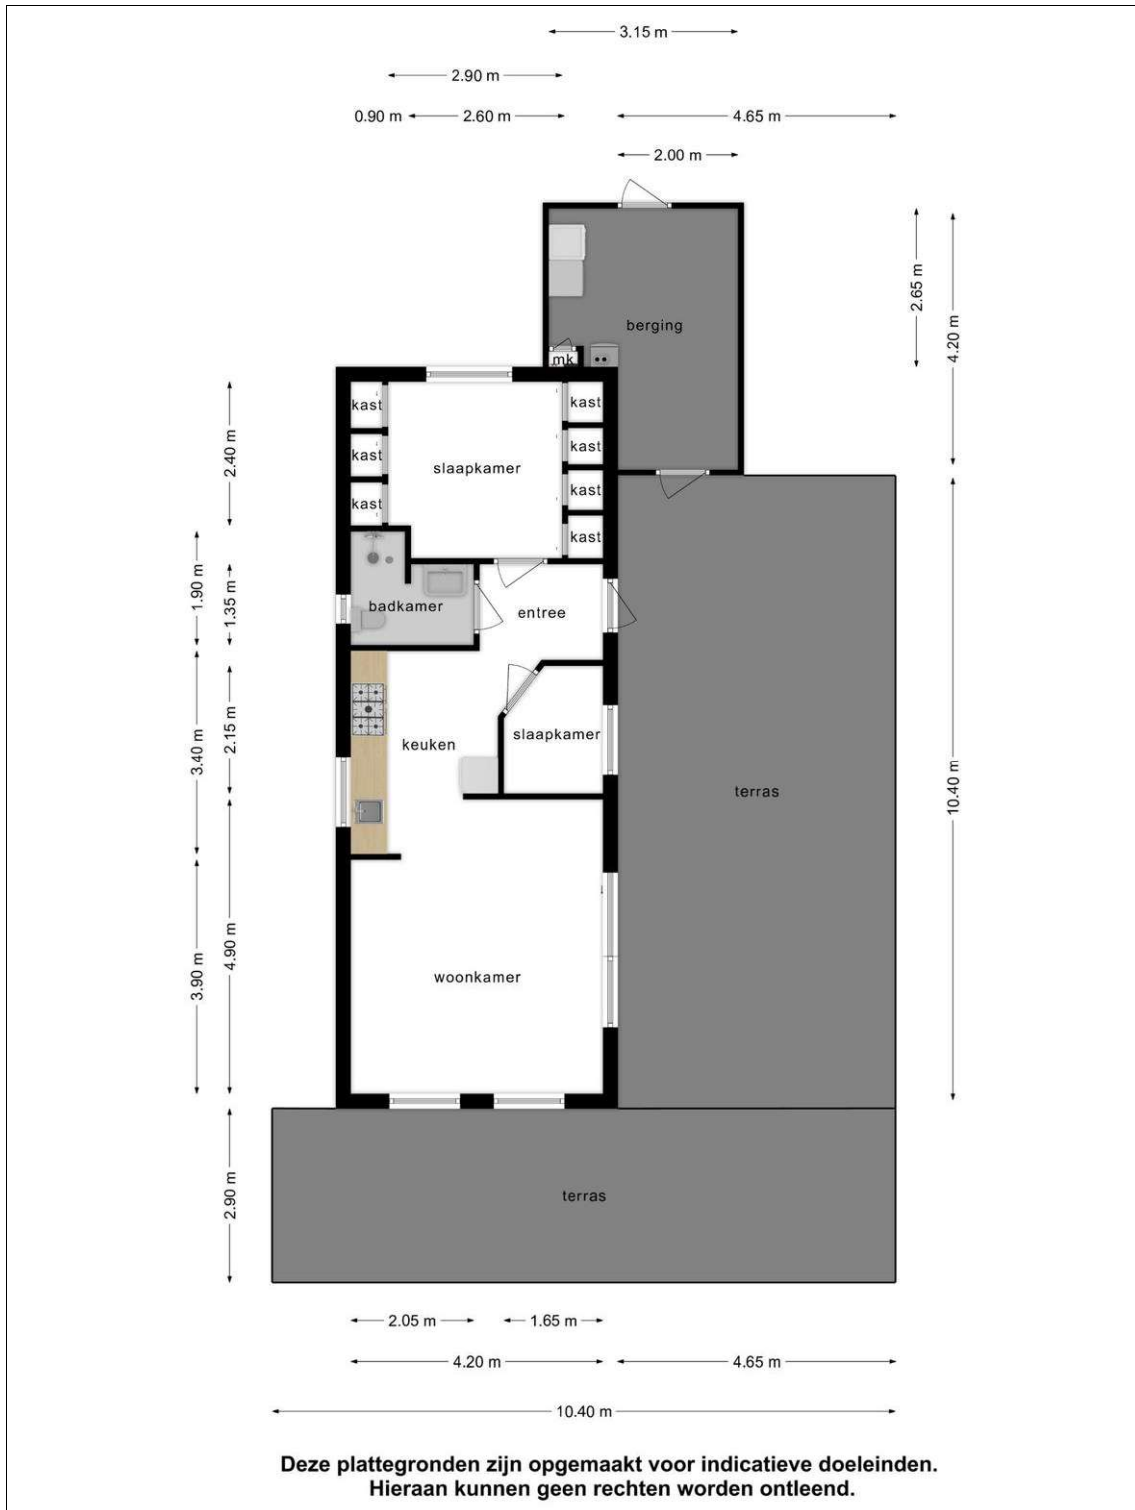 3.15 m
2.90 m
0.90 m 2.60 m 4.65 m
2.00 m
2.65 m
4.20 m
berging
mk
kast
kast
kast
kast
kast
kast
kast
slaapkamer
2.40 m
1.90 m
1.35 m
badkamer
entree
slaapkamer
keuken
3.40 m
2.15 m
terras
10.40 m
woonkamer
3.90 m
4.90 m
terras
2.90 m
2.05 m 1.65 m
4.20 m 4.65 m
10.40 m
Deze plattegronden zijn opgemaakt voor indicatieve doeleinden.
Hieraan kunnen geen rechten worden ontleend.